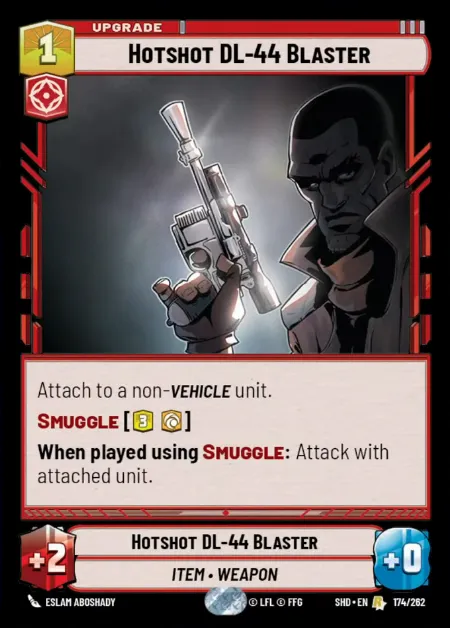 UPGRADE
1
HOTSHOT DL-44 BLASTER
Attach to a non-VEHICLE unit.
SMUGGLE [3 ]
When played using SMUGGLE: Attack with
attached unit.
+2
HOTSHOT DL-44 BLASTER
+0
ITEM • WEAPON
ESLAM ABOSHADY
© LFL © FFG
SHD • EN R 174/262